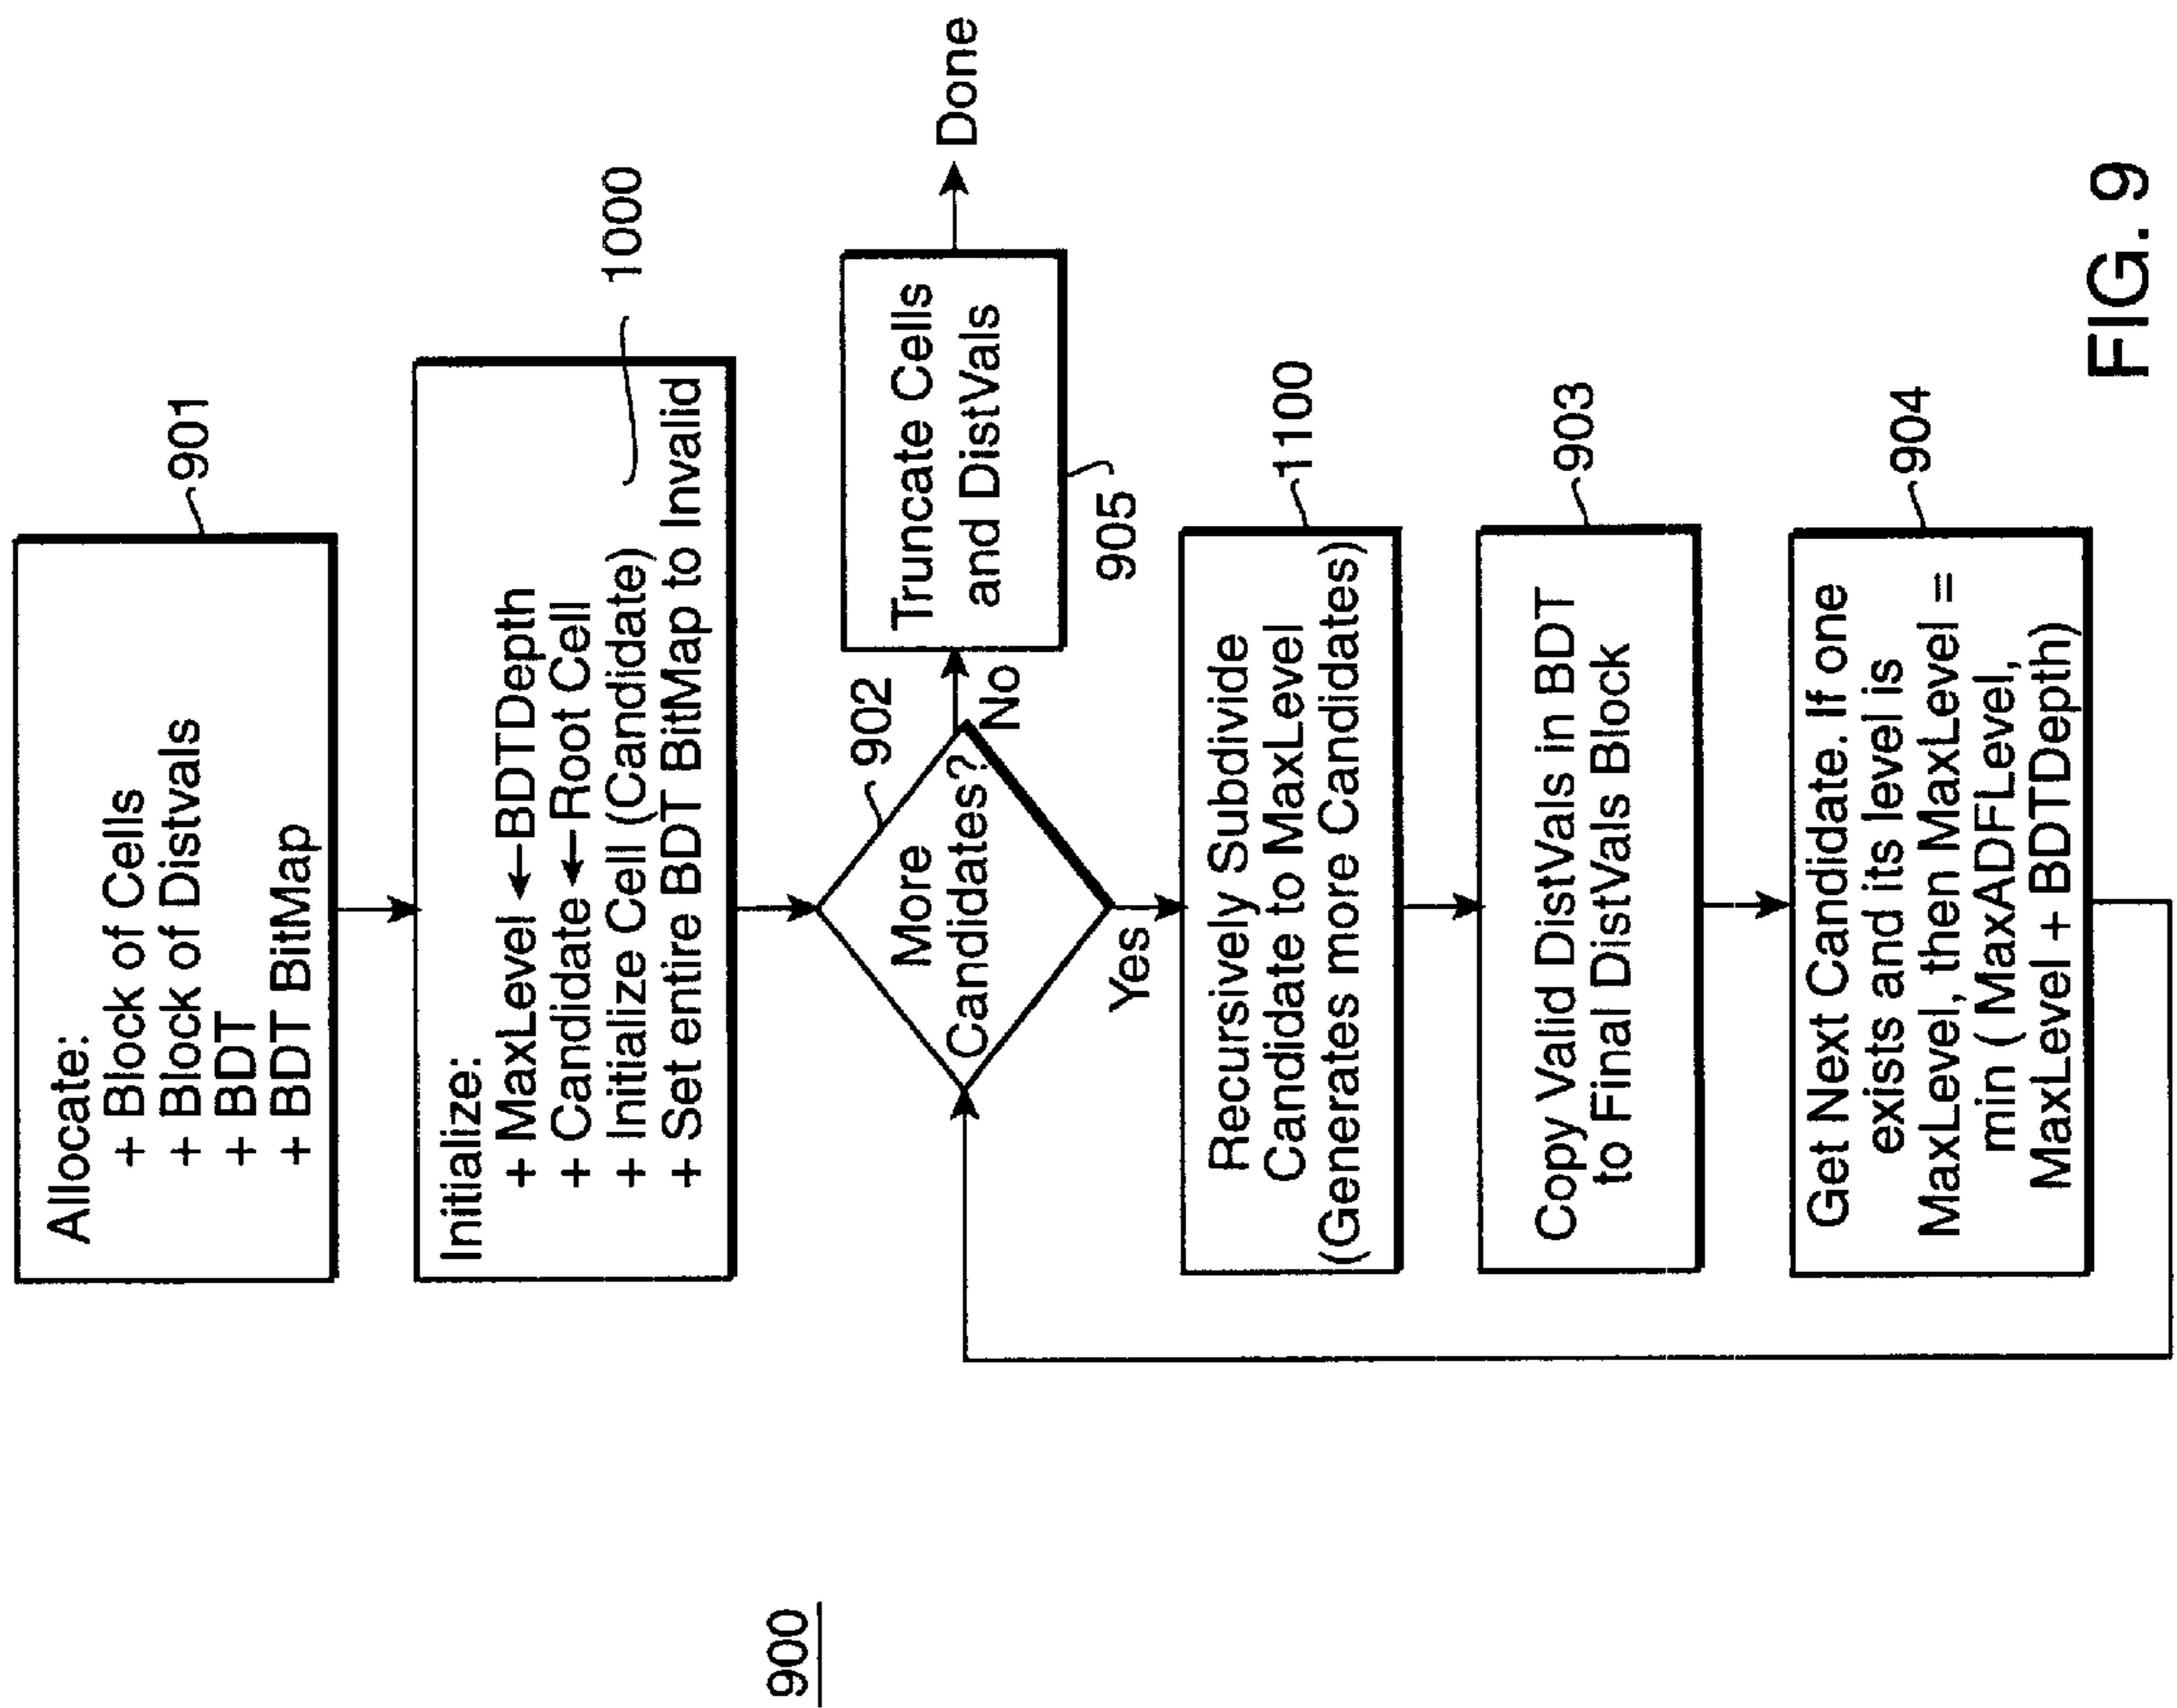 900
Allocate:
+ Block of Cells
+ Block of Distvals
+ BDT
+ BDT BitMap
901
Initialize:
+ MaxLevel ←BDTDepth
+ Candidate ←Root Cell
+ Initialize Cell (Candidate)
+ Set entire BDT BitMap to Invalid
1000
More
Candidates?
902
No
Truncate Cells
and DistVals
905
Done
Yes
Recursively Subdivide
Candidate to MaxLevel
(Generates more Candidates)
1100
Copy Valid DistVals in BDT
to Final DistVals Block
903
Get Next Candidate. If one
exists and its level is
MaxLevel, then MaxLevel =
min ( MaxADFLevel,
MaxLevel + BDTDepth)
904
FIG. 9